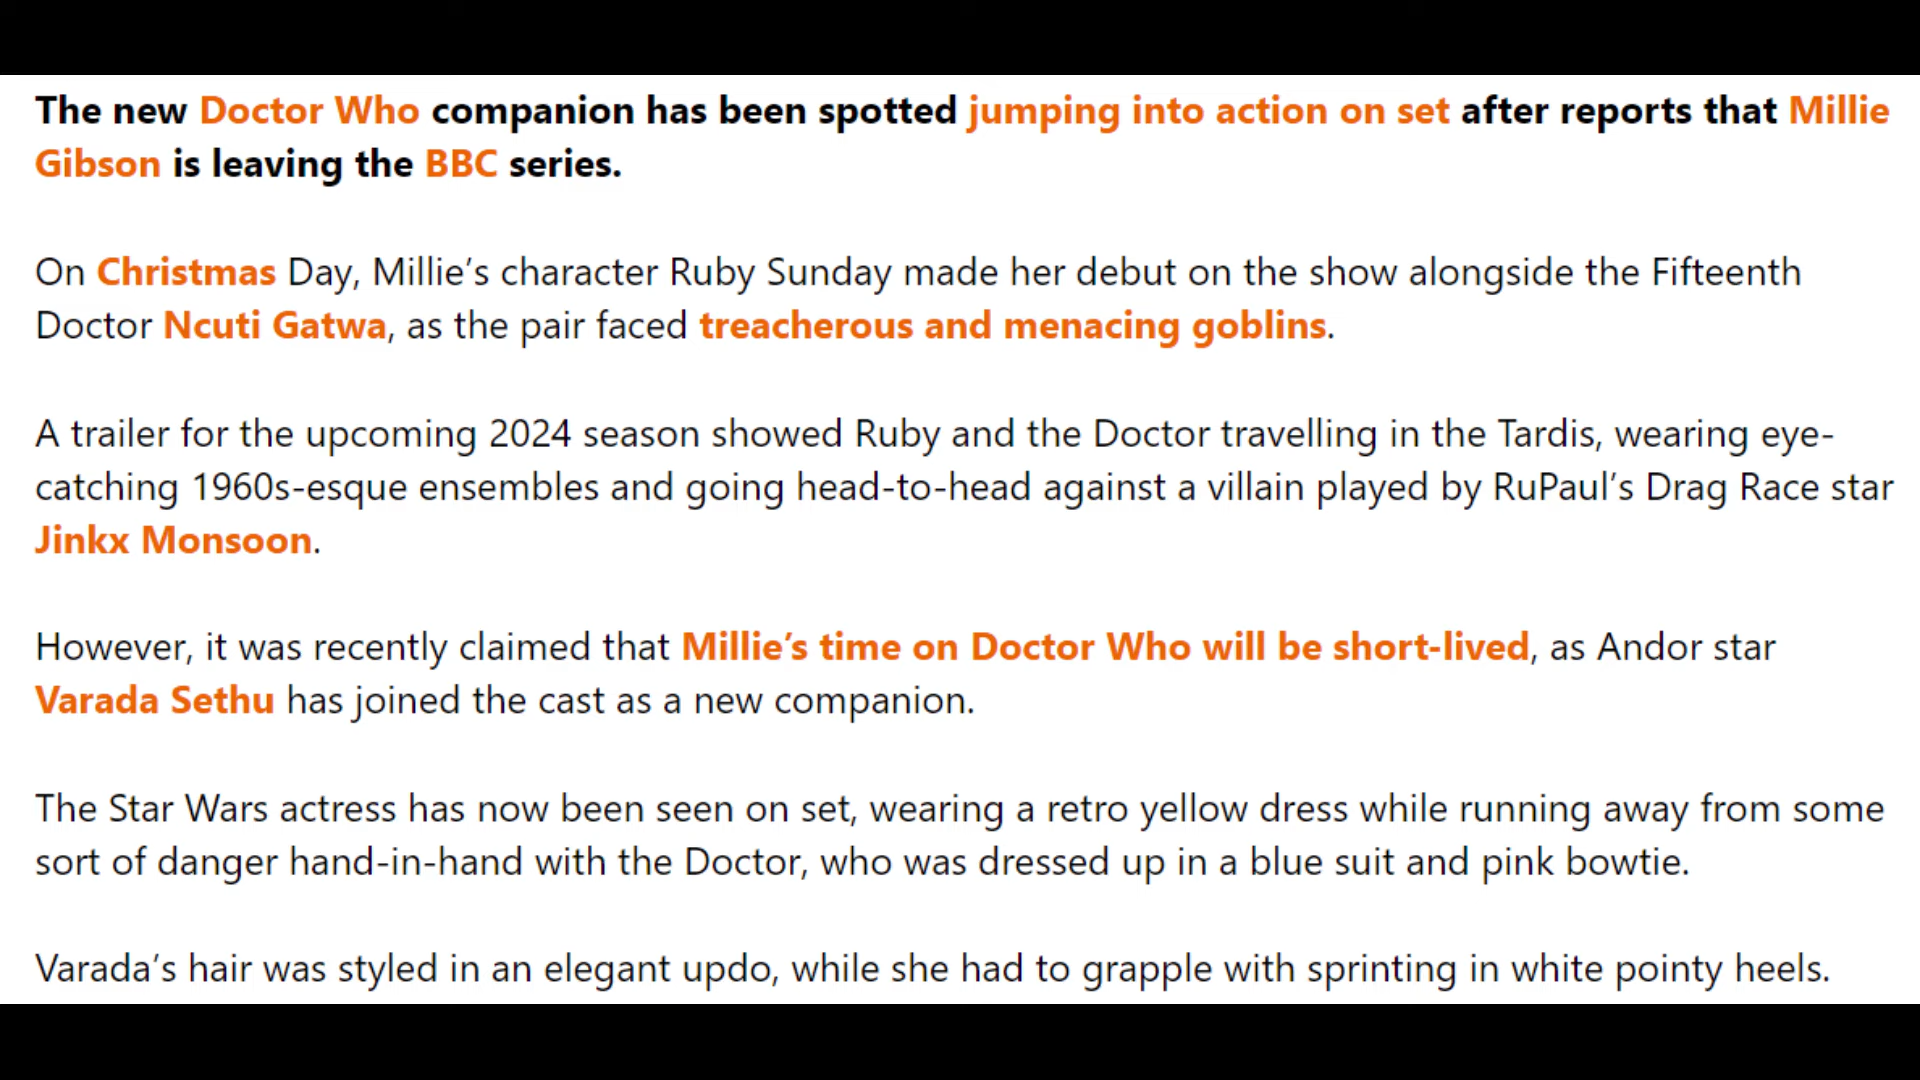 The new Doctor Who companion has been spotted jumping into action on set after reports that Millie
Gibson is leaving the BBC series.
On Christmas Day, Millie’s character Ruby Sunday made her debut on the show alongside the Fifteenth
Doctor Ncuti Gatwa, as the pair faced treacherous and menacing goblins.
A trailer for the upcoming 2024 season showed Ruby and the Doctor travelling in the Tardis, wearing eye-
catching 1960s-esque ensembles and going head-to-head against a villain played by RuPaul’s Drag Race star
Jinkx Monsoon.
However, it was recently claimed that Millie’s time on Doctor Who will be short-lived, as Andor star
Varada Sethu has joined the cast as a new companion.
The Star Wars actress has now been seen on set, wearing a retro yellow dress while running away from some
sort of danger hand-in-hand with the Doctor, who was dressed up in a blue suit and pink bowtie.
Varada’s hair was styled in an elegant updo, while she had to grapple with sprinting in white pointy heels.